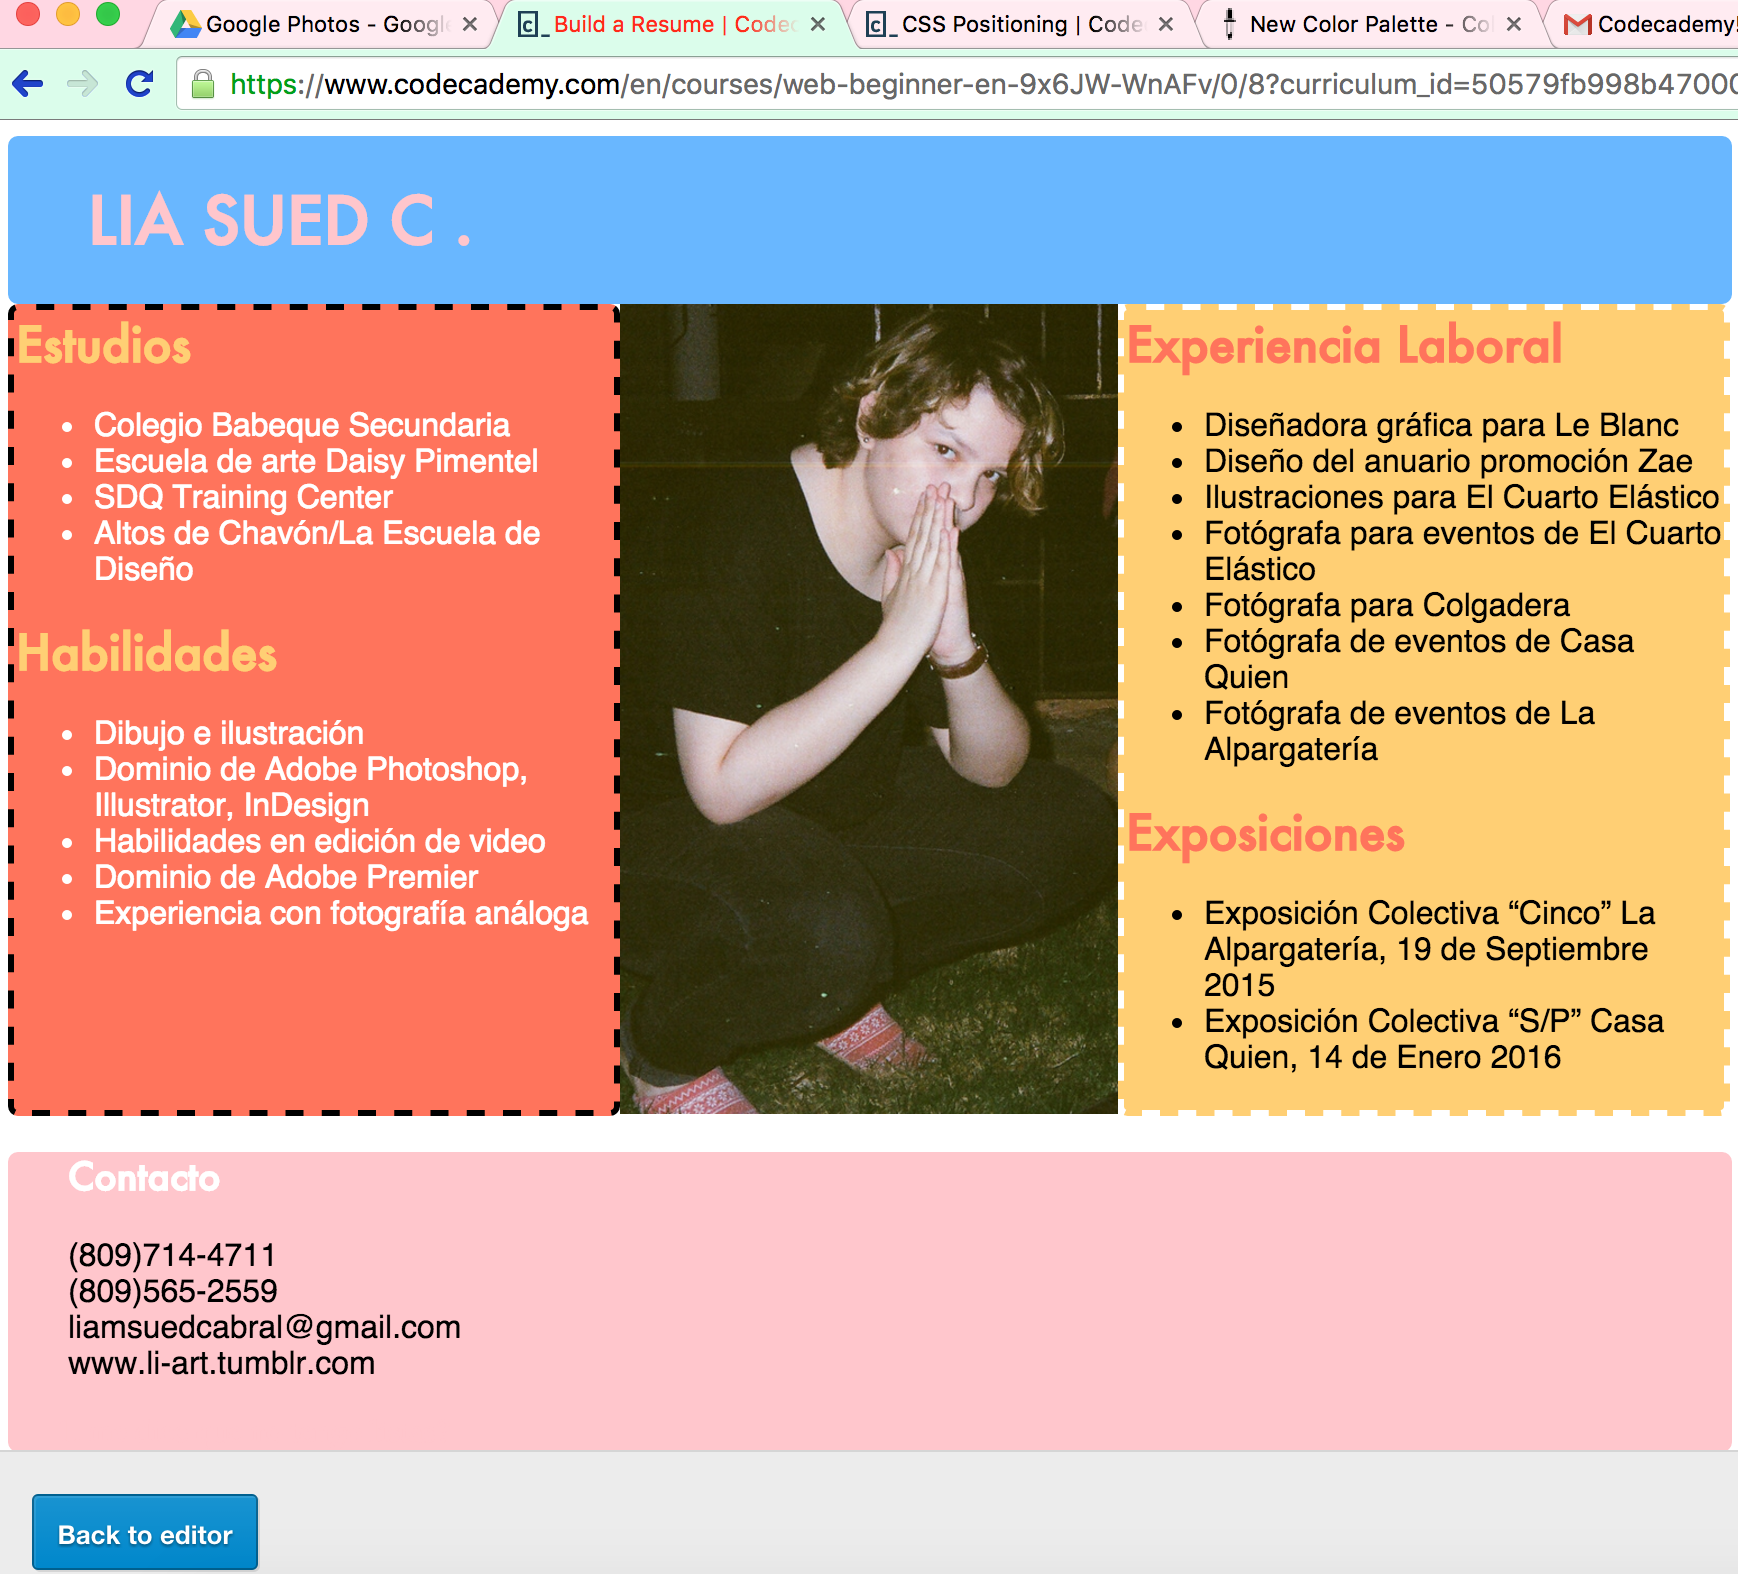 Google Photos - Googl
Build a Resume | Codec
CSS Positioning | Code
New Color Palette - Co
Codecademy
https://www.codecademy.com/en/courses/web-beginner-en-9x6JW-WnAFv/0/8?curriculum_id=50579fb998b47000
LIA SUED C .
Estudios
Colegio Babeque Secundaria
Escuela de arte Daisy Pimentel
SDQ Training Center
Altos de Chavón/La Escuela de
Diseño
Habilidades
Dibujo e ilustración
Dominio de Adobe Photoshop,
Illustrator, InDesign
Habilidades en edición de video
Dominio de Adobe Premier
Experiencia con fotografía análoga
Experiencia Laboral
Diseñadora gráfica para Le Blanc
Diseño del anuario promoción Zae
Ilustraciones para El Cuarto Elástico
Fotógrafa para eventos de El Cuarto
Elástico
Fotógrafa para Colgadera
Fotógrafa de eventos de Casa
Quien
Fotógrafa de eventos de La
Alpargatería
Exposiciones
Exposición Colectiva “Cinco” La
Alpargatería, 19 de Septiembre
2015
Exposición Colectiva “S/P” Casa
Quien, 14 de Enero 2016
Contacto
(809)714-4711
(809)565-2559
liamsuedcabral@gmail.com
www.li-art.tumblr.com
Back to editor